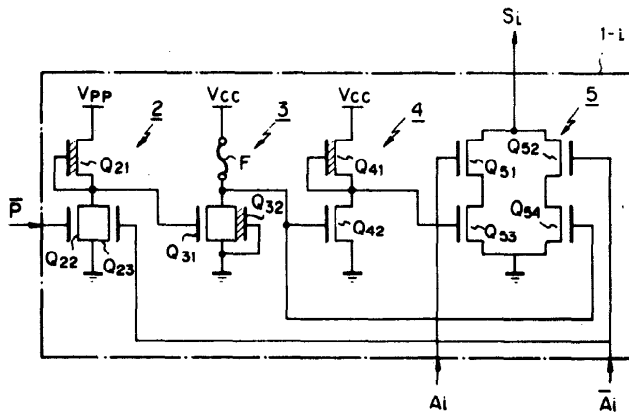 Si
1-i
VPP
2
VCC
3
VCC
4
5
Q21
F
Q32
Q41
Q52
Q51
P̅
Q22
Q23
Q31
Q42
Q53
Q54
Ai
A̅i